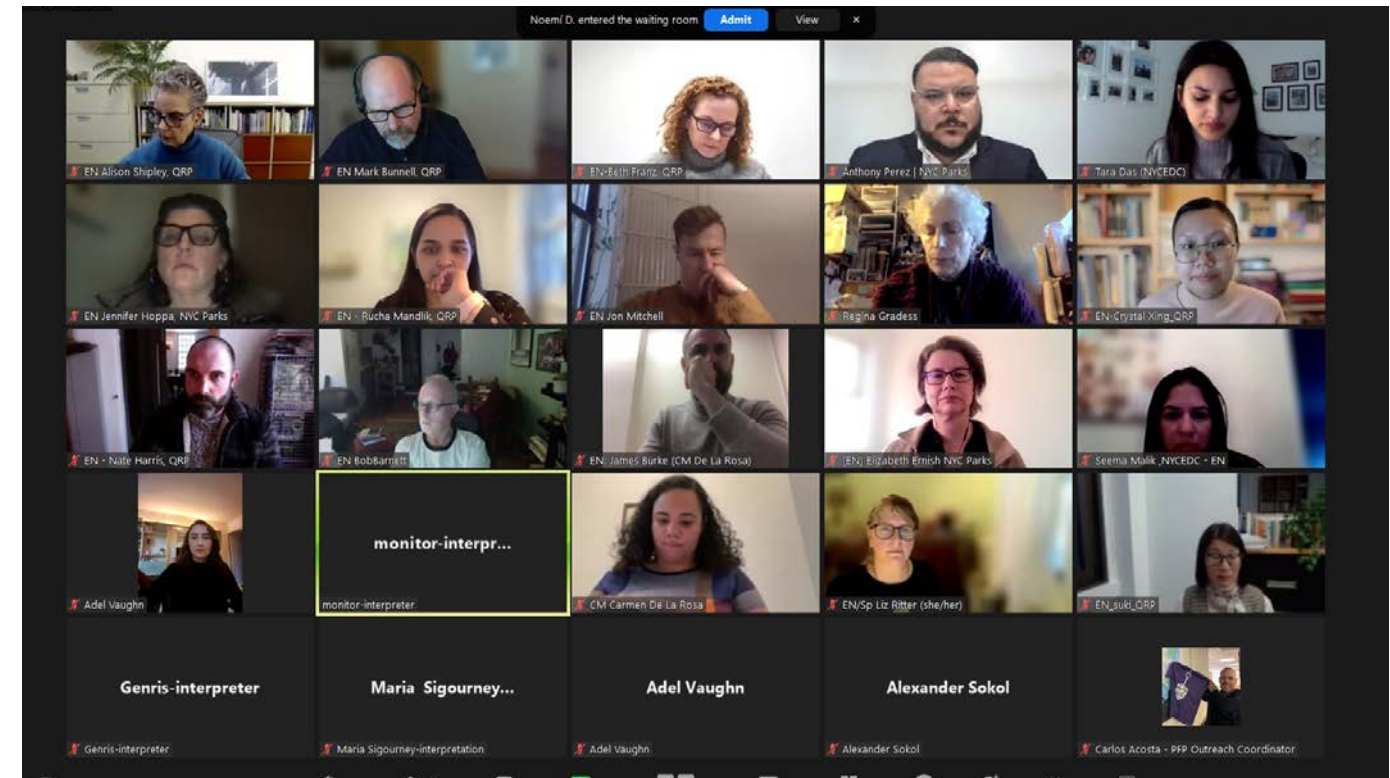 Noemí D. entered the waiting room Admit View ×
EN Alison Shipley, QRP
EN Mark Bunnell, QRP
EN-Beth Franz, QRP
Anthony Perez | NYC Parks
Tara Das (NYCEDC)
EN Jennifer Hoppa, NYC Parks
EN - Rucha Mandlik, QRP
EN Jon Mitchell
Regina Gradess
EN-Crystal Xing_QRP
EN - Nate Harris, QRP
EN BobBarnett
EN: James Burke (CM De La Rosa)
[EN] Elizabeth Ernish NYC Parks
Seema Malik ,NYCEDC - EN
Adel Vaughn
monitor-interpr...
monitor-interpreter
CM Carmen De La Rosa
EN/Sp Liz Ritter (she/her)
EN_suki_QRP
Genris-interpreter
Genris-interpreter
Maria Sigourney...
Maria Sigourney-interpretation
Adel Vaughn
Adel Vaughn
Alexander Sokol
Alexander Sokol
Carlos Acosta - PFP Outreach Coordinator